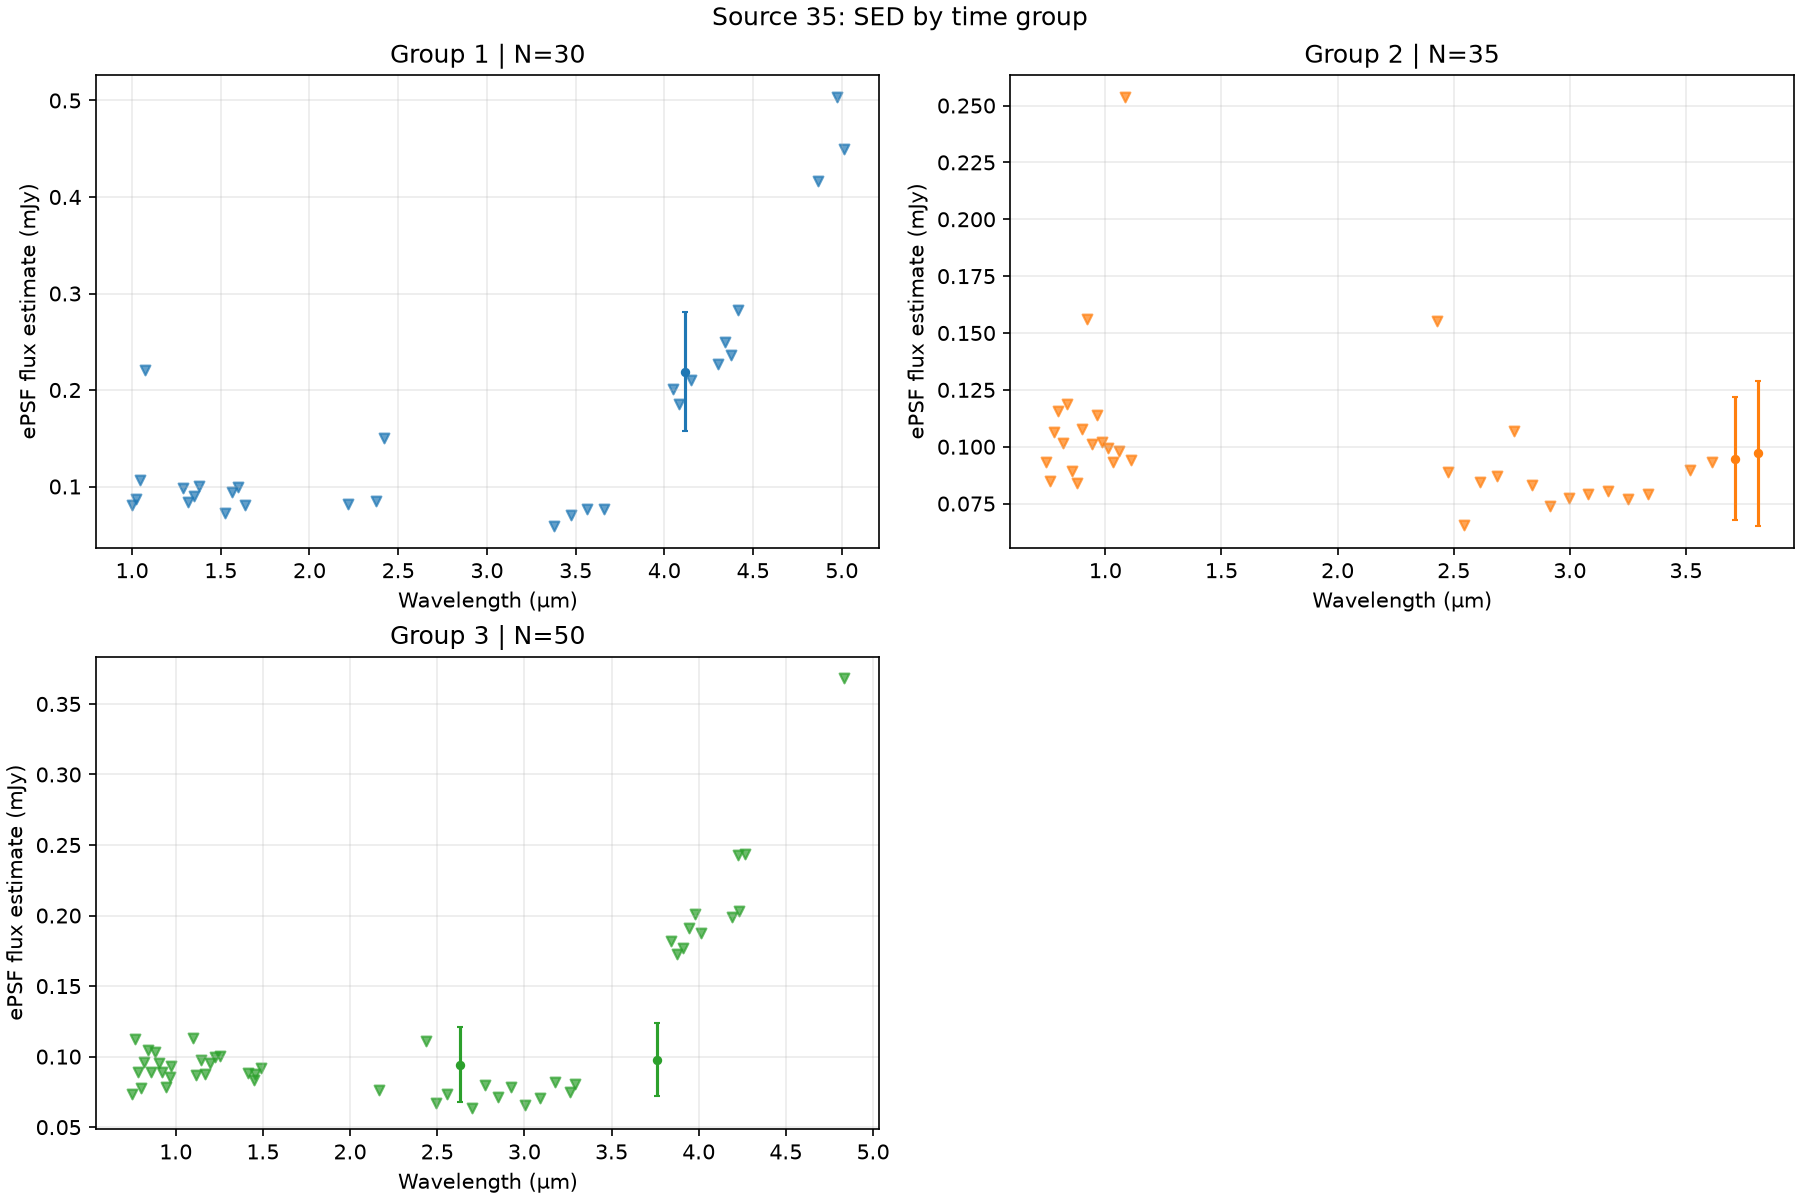 Source 35: SED by time group
Group 1 | N=30
ePSF flux estimate (mJy)
0.5
0.4
0.3
0.2
0.1
1.0 1.5 2.0 2.5 3.0 3.5 4.0 4.5 5.0
Wavelength (μm)
Group 2 | N=35
ePSF flux estimate (mJy)
0.250
0.225
0.200
0.175
0.150
0.125
0.100
0.075
1.0 1.5 2.0 2.5 3.0 3.5
Wavelength (μm)
Group 3 | N=50
ePSF flux estimate (mJy)
0.35
0.30
0.25
0.20
0.15
0.10
0.05
1.0 1.5 2.0 2.5 3.0 3.5 4.0 4.5 5.0
Wavelength (μm)